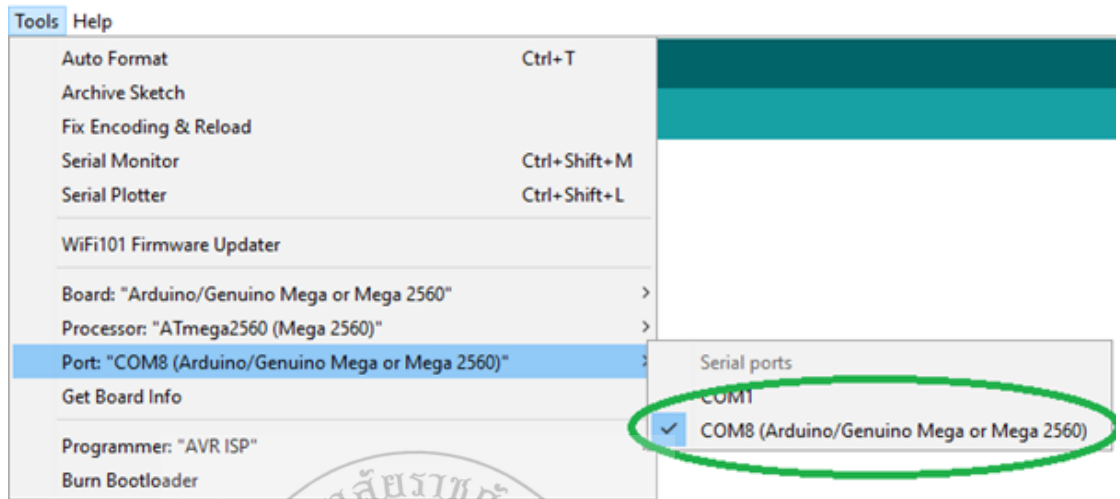 Tools Help
Auto Format Ctrl+T
Archive Sketch
Fix Encoding & Reload
Serial Monitor Ctrl+Shift+M
Serial Plotter Ctrl+Shift+L
WiFi101 Firmware Updater
Board: "Arduino/Genuino Mega or Mega 2560"
Processor: "ATmega2560 (Mega 2560)"
Port: "COM8 (Arduino/Genuino Mega or Mega 2560)"
Serial ports
Get Board Info
COM1
COM8 (Arduino/Genuino Mega or Mega 2560)
Programmer: "AVR ISP"
Burn Bootloader